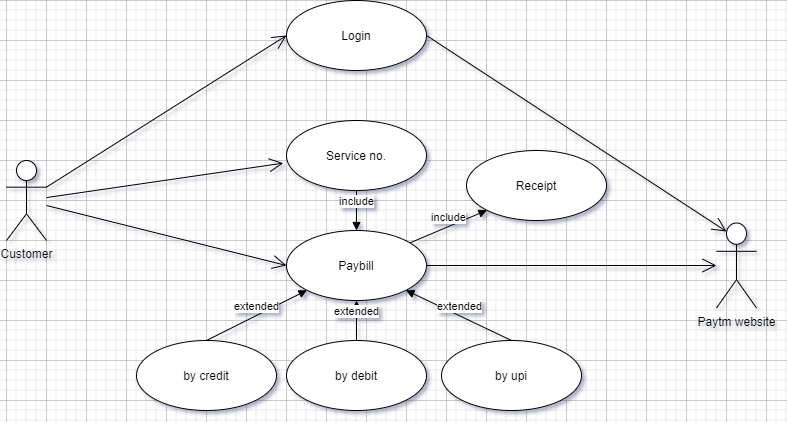 Login
Service no.
Receipt
include
include
Customer
Paybill
Paytm website
extended
extended
extended
by credit
by debit
by upi